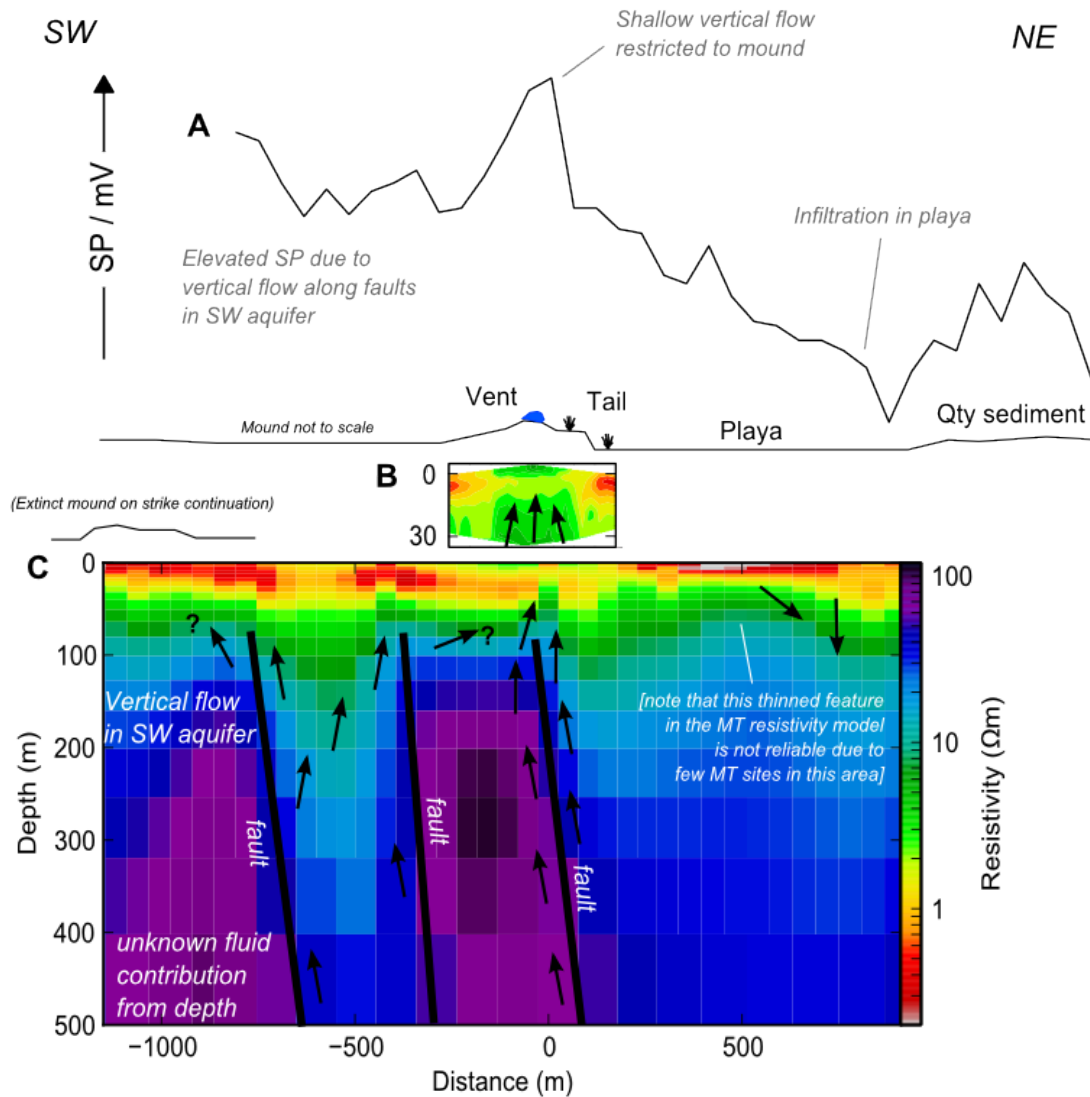 SW
Shallow vertical flow
restricted to mound
NE
A
SP / mV
Infiltration in playa
Elevated SP due to
vertical flow along faults
in SW aquifer
Vent
Tail
Mound not to scale
Playa
Qty sediment
B
0
30
(Extinct mound on strike continuation)
C
0
100
200
300
400
500
Depth (m)
?
?
Vertical flow
in SW aquifer
[note that this thinned feature
in the MT resistivity model
is not reliable due to
few MT sites in this area]
fault
fault
fault
unknown fluid
contribution
from depth
−1000
−500
0
500
Distance (m)
100
10
1
Resistivity (Ωm)